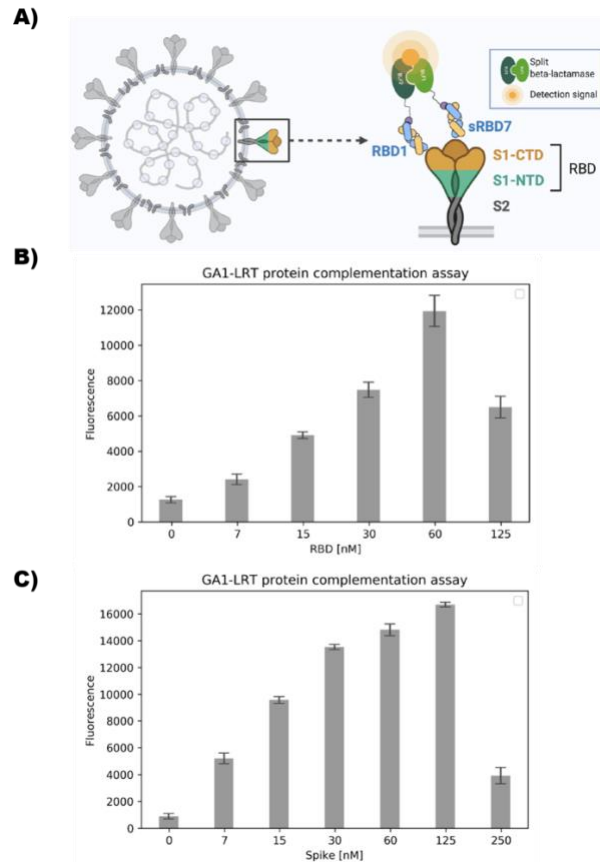 A)
Split
beta-lactamase
Detection signal
sRBD7
RBD1
S1-CTD
S1-NTD
RBD
S2
B)
GA1-LRT protein complementation assay
12000
10000
8000
6000
4000
2000
0
Fluorescence
0 7 15 30 60 125
RBD [nM]
C)
GA1-LRT protein complementation assay
16000
14000
12000
10000
8000
6000
4000
2000
0
Fluorescence
0 7 15 30 60 125 250
Spike [nM]